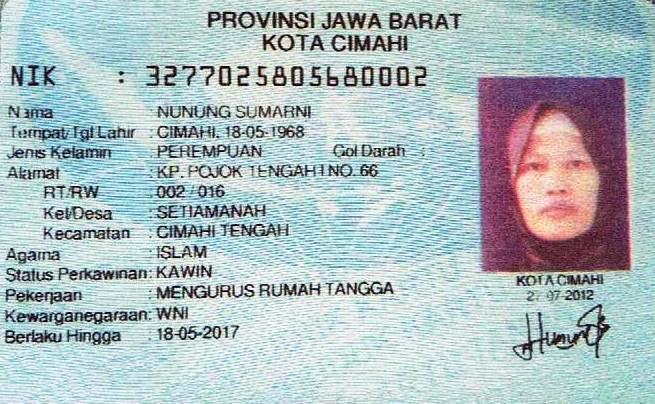 PROVINSI JAWA BARAT
KOTA CIMAHI
NIK : 3277025805680002
Nama : NUNUNG SUMARNI
Tempat/Tgl Lahir : CIMAHI, 18-05-1968
Jenis Kelamin : PEREMPUAN Gol Darah :
Alamat : KP. POJOK TENGAH I NO. 66
RT/RW : 002 / 016
Kel/Desa : SETIAMANAH
Kecamatan : CIMAHI TENGAH
Agama : ISLAM
Status Perkawinan: KAWIN
Pekerjaan : MENGURUS RUMAH TANGGA
Kewarganegaraan: WNI
Berlaku Hingga : 18-05-2017
KOTA CIMAHI
07-2012